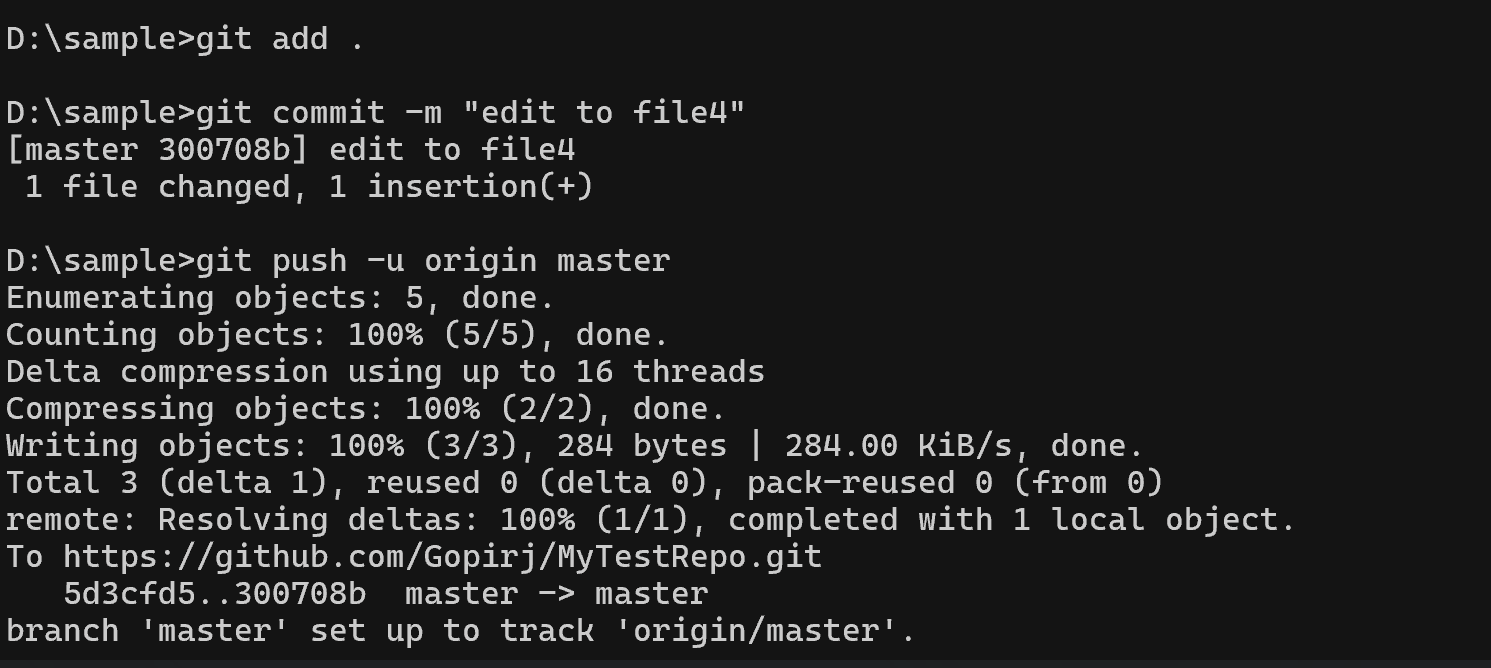 D:\sample>git add .
D:\sample>git commit -m "edit to file4"
[master 300708b] edit to file4
 1 file changed, 1 insertion(+)
D:\sample>git push -u origin master
Enumerating objects: 5, done.
Counting objects: 100% (5/5), done.
Delta compression using up to 16 threads
Compressing objects: 100% (2/2), done.
Writing objects: 100% (3/3), 284 bytes | 284.00 KiB/s, done.
Total 3 (delta 1), reused 0 (delta 0), pack-reused 0 (from 0)
remote: Resolving deltas: 100% (1/1), completed with 1 local object.
To https://github.com/Gopirj/MyTestRepo.git
   5d3cfd5..300708b  master -> master
branch 'master' set up to track 'origin/master'.